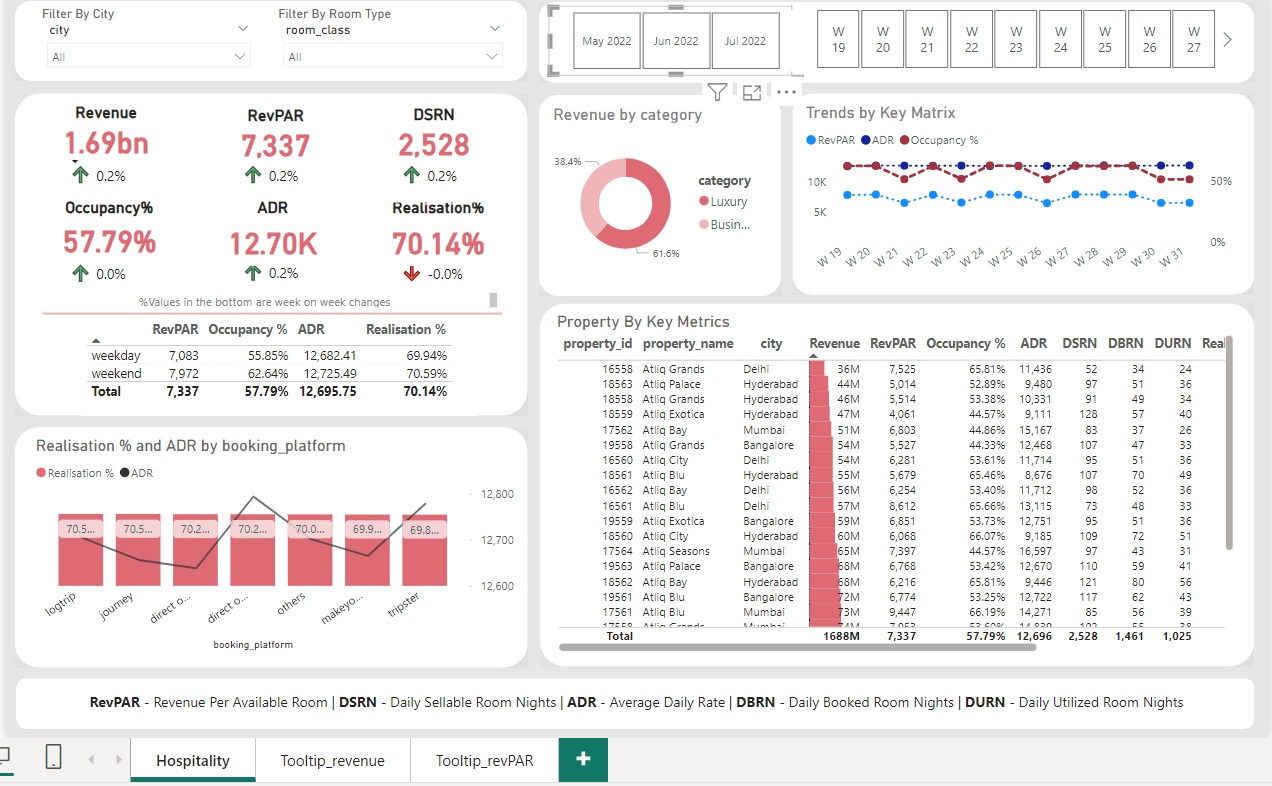 Filter By City
city
All
Filter By Room Type
room_class
All
May 2022
Jun 2022
Jul 2022
W 19
W 20
W 21
W 22
W 23
W 24
W 25
W 26
W 27
Revenue
1.69bn
0.2%
RevPAR
7,337
0.2%
DSRN
2,528
0.2%
Occupancy%
57.79%
0.0%
ADR
12.70K
0.2%
Realisation%
70.14%
-0.0%
%Values in the bottom are week on week changes
RevPAR Occupancy % ADR Realisation %
weekday 7,083 55.85% 12,682.41 69.94%
weekend 7,972 62.64% 12,725.49 70.59%
Total 7,337 57.79% 12,695.75 70.14%
Revenue by category
38.4%
61.6%
category
Luxury
Busin...
Trends by Key Matrix
RevPAR ADR Occupancy %
10K
5K
50%
0%
W 19 W 20 W 21 W 22 W 23 W 24 W 25 W 26 W 27 W 28 W 29 W 30 W 31
Realisation % and ADR by booking_platform
Realisation % ADR
12,800
12,700
12,600
70.5... 70.5... 70.2... 70.2... 70.0... 69.9... 69.8...
logtrip journey direct o... direct o... others makeyo... tripster
booking_platform
Property By Key Metrics
property_id property_name city Revenue RevPAR Occupancy % ADR DSRN DBRN DURN Real
16558 Atliq Grands Delhi 36M 7,525 65.81% 11,436 52 34 24
18563 Atliq Palace Hyderabad 44M 5,014 52.89% 9,480 97 51 36
18558 Atliq Grands Hyderabad 46M 5,514 53.38% 10,331 91 49 34
18559 Atliq Exotica Hyderabad 47M 4,061 44.57% 9,111 128 57 40
17562 Atliq Bay Mumbai 51M 6,803 44.86% 15,167 83 37 26
19558 Atliq Grands Bangalore 54M 5,527 44.33% 12,468 107 47 33
16560 Atliq City Delhi 54M 6,281 53.61% 11,714 95 51 36
18561 Atliq Blu Hyderabad 55M 5,679 65.46% 8,676 107 70 49
16562 Atliq Bay Delhi 56M 6,254 53.40% 11,712 98 52 36
16561 Atliq Blu Delhi 57M 8,612 65.66% 13,115 73 48 33
19559 Atliq Exotica Bangalore 59M 6,851 53.73% 12,751 95 51 36
18560 Atliq City Hyderabad 60M 6,068 66.07% 9,185 109 72 51
17564 Atliq Seasons Mumbai 65M 7,397 44.57% 16,597 97 43 31
19563 Atliq Palace Bangalore 68M 6,768 53.42% 12,670 110 59 41
18562 Atliq Bay Hyderabad 68M 6,216 65.81% 9,446 121 80 56
19561 Atliq Blu Bangalore 72M 6,774 53.25% 12,722 117 62 43
17561 Atliq Blu Mumbai 73M 9,447 66.19% 14,271 85 56 39
17558 Atliq Grands Mumbai 74M 7,953 53.60% 14,839 102 55 38
Total 1688M 7,337 57.79% 12,696 2,528 1,461 1,025
RevPAR - Revenue Per Available Room | DSRN - Daily Sellable Room Nights | ADR - Average Daily Rate | DBRN - Daily Booked Room Nights | DURN - Daily Utilized Room Nights
Hospitality
Tooltip_revenue
Tooltip_revPAR